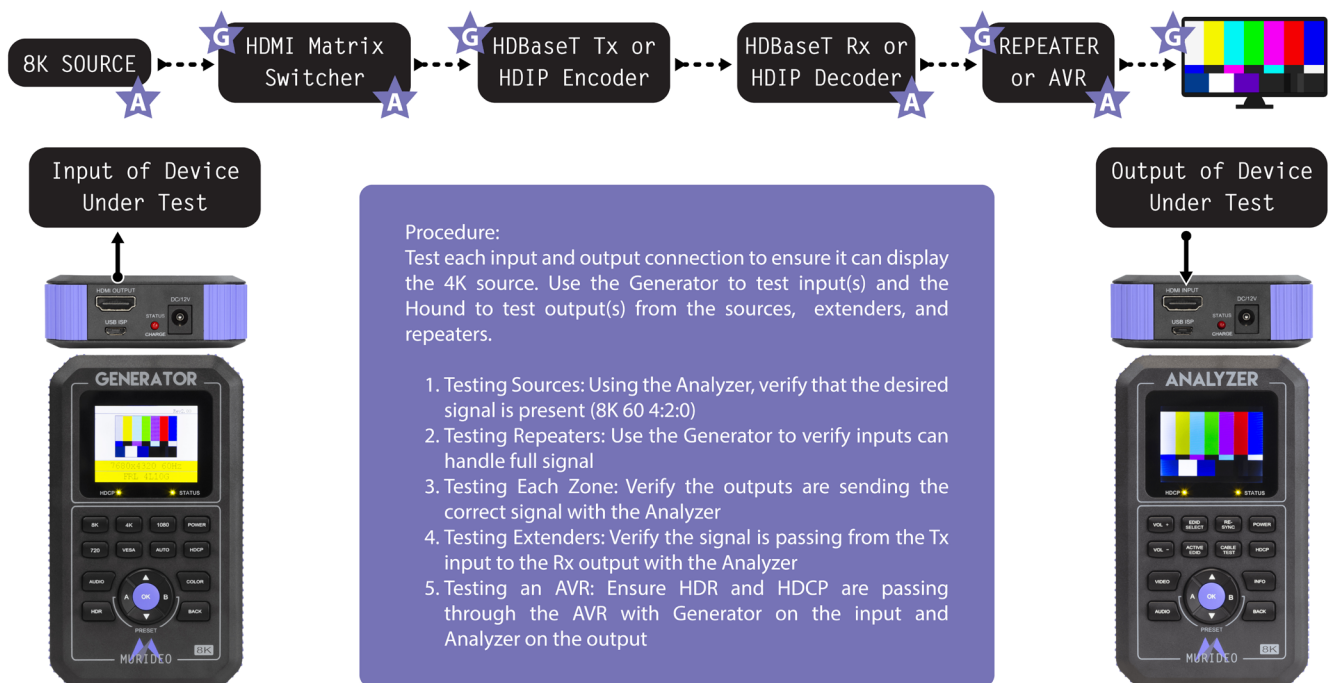 8K SOURCE
A
G
HDMI Matrix
Switcher
A
G
HDBaseT Tx or
HDIP Encoder
HDBaseT Rx or
HDIP Decoder
A
G
REPEATER
or AVR
A
G
Input of Device
Under Test
HDMI OUTPUT
DC/12V
USB ISP
STATUS
CHARGE
GENERATOR
7680x4320 60Hz
HDCP
STATUS
8K
4K
1080
POWER
720
VESA
AUTO
HDCP
AUDIO
COLOR
A
OK
B
HDR
BACK
PRESET
8K
MURIDEO
Procedure:
Test each input and output connection to ensure it can display
the 4K source. Use the Generator to test input(s) and the
Hound to test output(s) from the sources, extenders, and
repeaters.
1. Testing Sources: Using the Analyzer, verify that the desired
signal is present (8K 60 4:2:0)
2. Testing Repeaters: Use the Generator to verify inputs can
handle full signal
3. Testing Each Zone: Verify the outputs are sending the
correct signal with the Analyzer
4. Testing Extenders: Verify the signal is passing from the Tx
input to the Rx output with the Analyzer
5. Testing an AVR: Ensure HDR and HDCP are passing
through the AVR with Generator on the input and
Analyzer on the output
Output of Device
Under Test
HDMI INPUT
DC/12V
USB ISP
STATUS
CHARGE
ANALYZER
HDCP
STATUS
VOL +
EDID
SELECT
RE-
SYNC
POWER
VOL -
ACTIVE
EDID
CABLE
TEST
HDCP
VIDEO
INFO
A
OK
B
AUDIO
BACK
PRESET
8K
MURIDEO